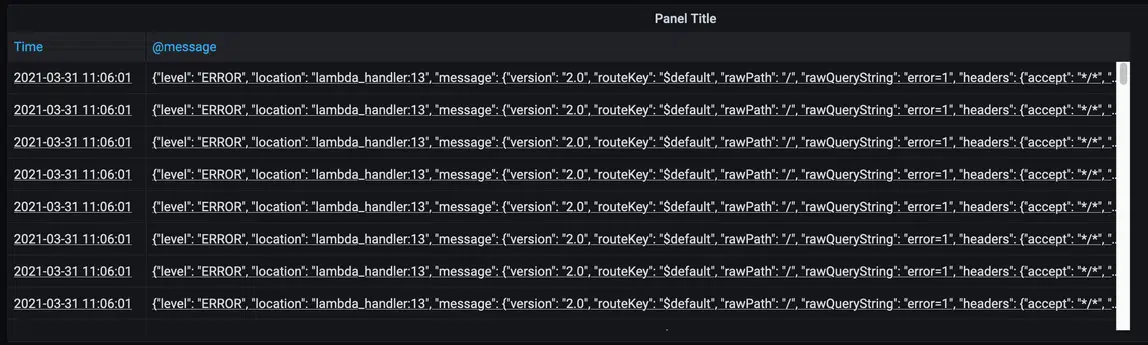 Panel Title
Time @message
2021-03-31 11:06:01 {"level": "ERROR", "location": "lambda_handler:13", "message": {"version": "2.0", "routeKey": "$default", "rawPath": "/", "rawQueryString": "error=1", "headers": {"accept": "*/*", "...
2021-03-31 11:06:01 {"level": "ERROR", "location": "lambda_handler:13", "message": {"version": "2.0", "routeKey": "$default", "rawPath": "/", "rawQueryString": "error=1", "headers": {"accept": "*/*", "...
2021-03-31 11:06:01 {"level": "ERROR", "location": "lambda_handler:13", "message": {"version": "2.0", "routeKey": "$default", "rawPath": "/", "rawQueryString": "error=1", "headers": {"accept": "*/*", "...
2021-03-31 11:06:01 {"level": "ERROR", "location": "lambda_handler:13", "message": {"version": "2.0", "routeKey": "$default", "rawPath": "/", "rawQueryString": "error=1", "headers": {"accept": "*/*", "...
2021-03-31 11:06:01 {"level": "ERROR", "location": "lambda_handler:13", "message": {"version": "2.0", "routeKey": "$default", "rawPath": "/", "rawQueryString": "error=1", "headers": {"accept": "*/*", "...
2021-03-31 11:06:01 {"level": "ERROR", "location": "lambda_handler:13", "message": {"version": "2.0", "routeKey": "$default", "rawPath": "/", "rawQueryString": "error=1", "headers": {"accept": "*/*", "...
2021-03-31 11:06:01 {"level": "ERROR", "location": "lambda_handler:13", "message": {"version": "2.0", "routeKey": "$default", "rawPath": "/", "rawQueryString": "error=1", "headers": {"accept": "*/*", "...
2021-03-31 11:06:01 {"level": "ERROR", "location": "lambda_handler:13", "message": {"version": "2.0", "routeKey": "$default", "rawPath": "/", "rawQueryString": "error=1", "headers": {"accept": "*/*", "...